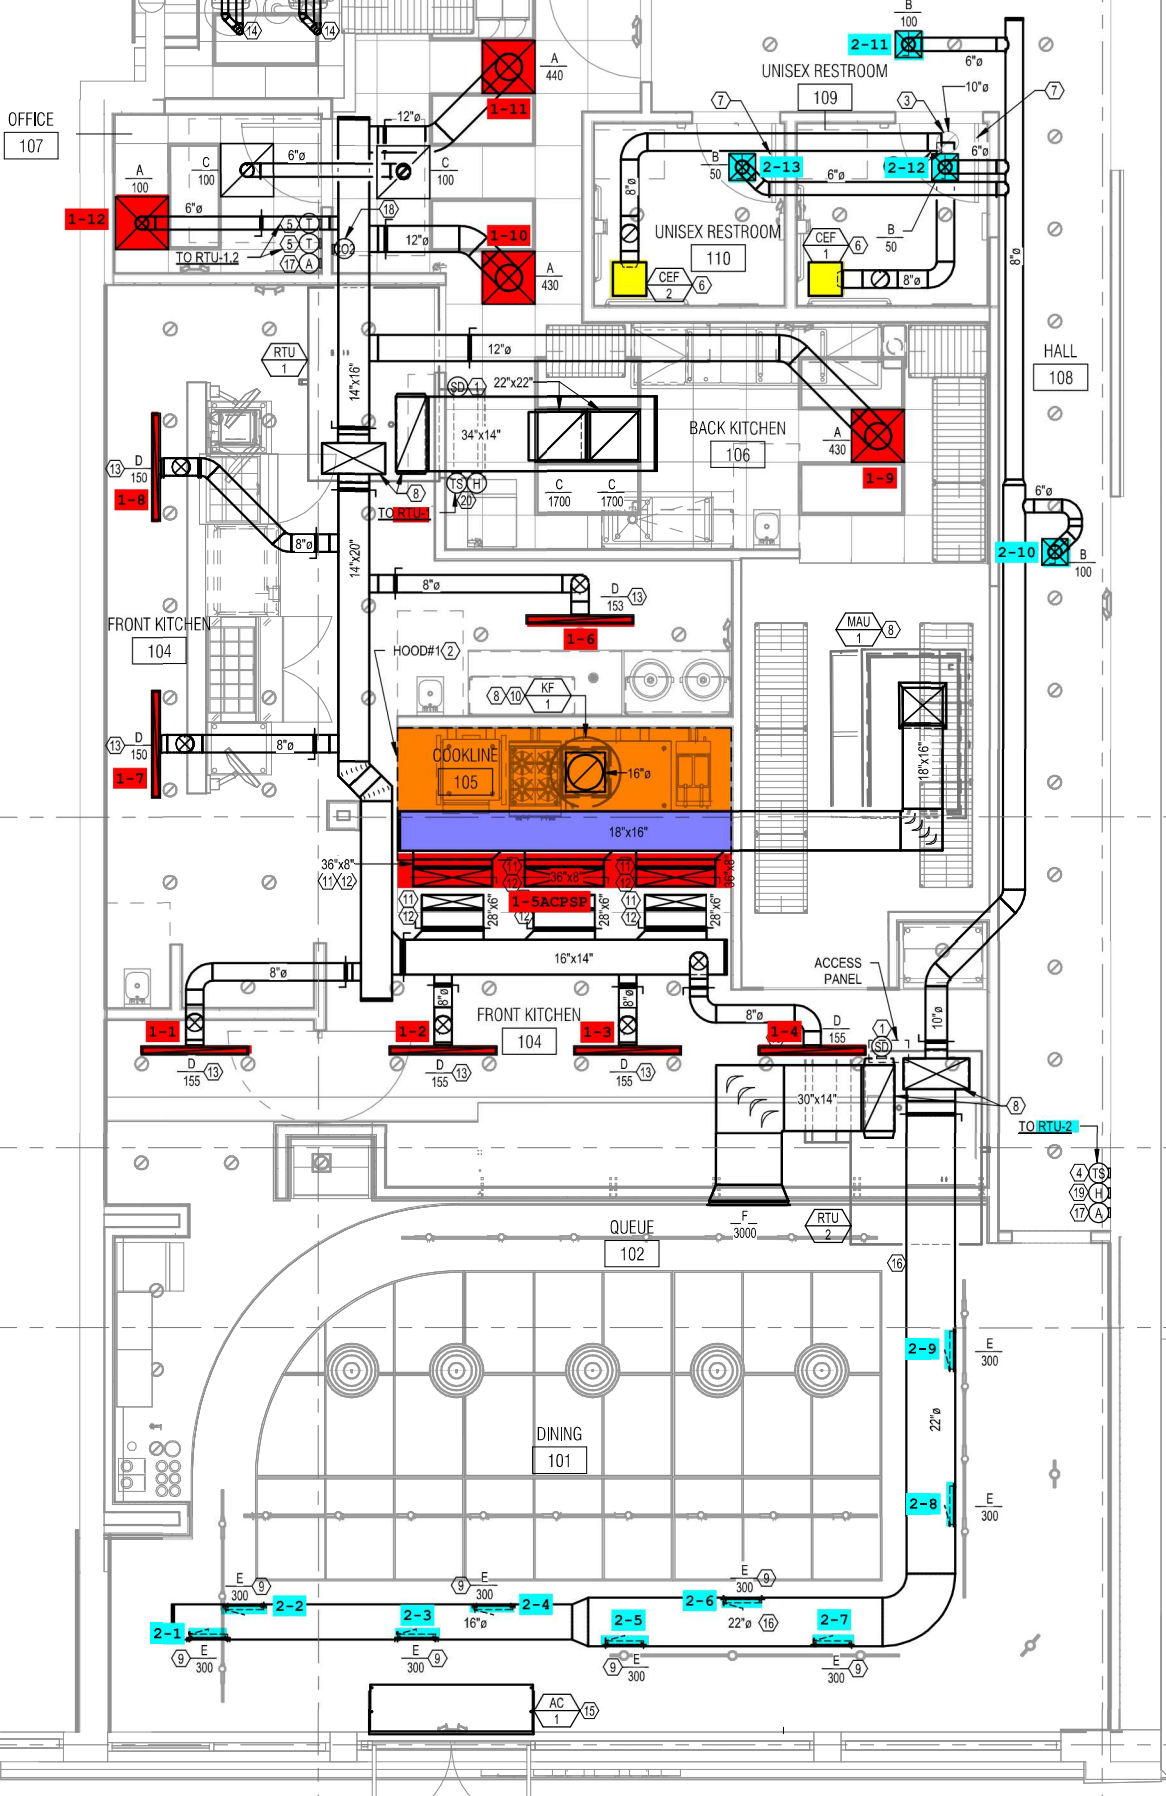 14
14
A
440
1-11
B
100
2-11
6"ø
UNISEX RESTROOM
109
10"ø
3
7
7
OFFICE
107
12"ø
A
100
C
100
6"ø
C
100
B
50
2-13
2-12
6"ø
6"ø
8"ø
1-12
6"ø
5
T
5
T
17
A
TO RTU-1,2
18
CO2
12"ø
1-10
A
430
UNISEX RESTROOM
110
CEF
2
6
CEF
1
6
B
50
8"ø
8"ø
RTU
1
14"x16"
12"ø
HALL
108
SD
1
22"x22"
34"x14"
BACK KITCHEN
106
A
430
1-9
D
150
13
1-8
8
TS
H
20
TO RTU-1
C
1700
C
1700
6"ø
2-10
B
100
8"ø
14"x20"
8"ø
D
153
13
1-6
FRONT KITCHEN
104
HOOD#1
2
MAU
1
8
8
10
KF
1
D
150
13
1-7
8"ø
COOKLINE
105
16"ø
18"x16"
18"x16"
36"x8"
11
12
11
12
36"x8"
11
12
36"x8"
11
12
28"x6"
1-5ACPSP
12
28"x6"
11
12
28"x6"
16"x14"
8"ø
ACCESS
PANEL
8"ø
8"ø
8"ø
10"ø
1-1
1-2
FRONT KITCHEN
104
1-3
1-4
D
155
1
SD
D
155
13
D
155
13
D
155
13
30"x14"
8
TO RTU-2
4
TS
19
H
17
A
F
3000
RTU
2
QUEUE
102
16
2-9
E
300
22"ø
DINING
101
2-8
E
300
E
300
9
2-2
9
E
300
2-4
E
300
9
2-6
2-1
2-3
16"ø
2-5
22"ø
16
2-7
9
E
300
E
300
9
9
E
300
E
300
9
AC
1
15